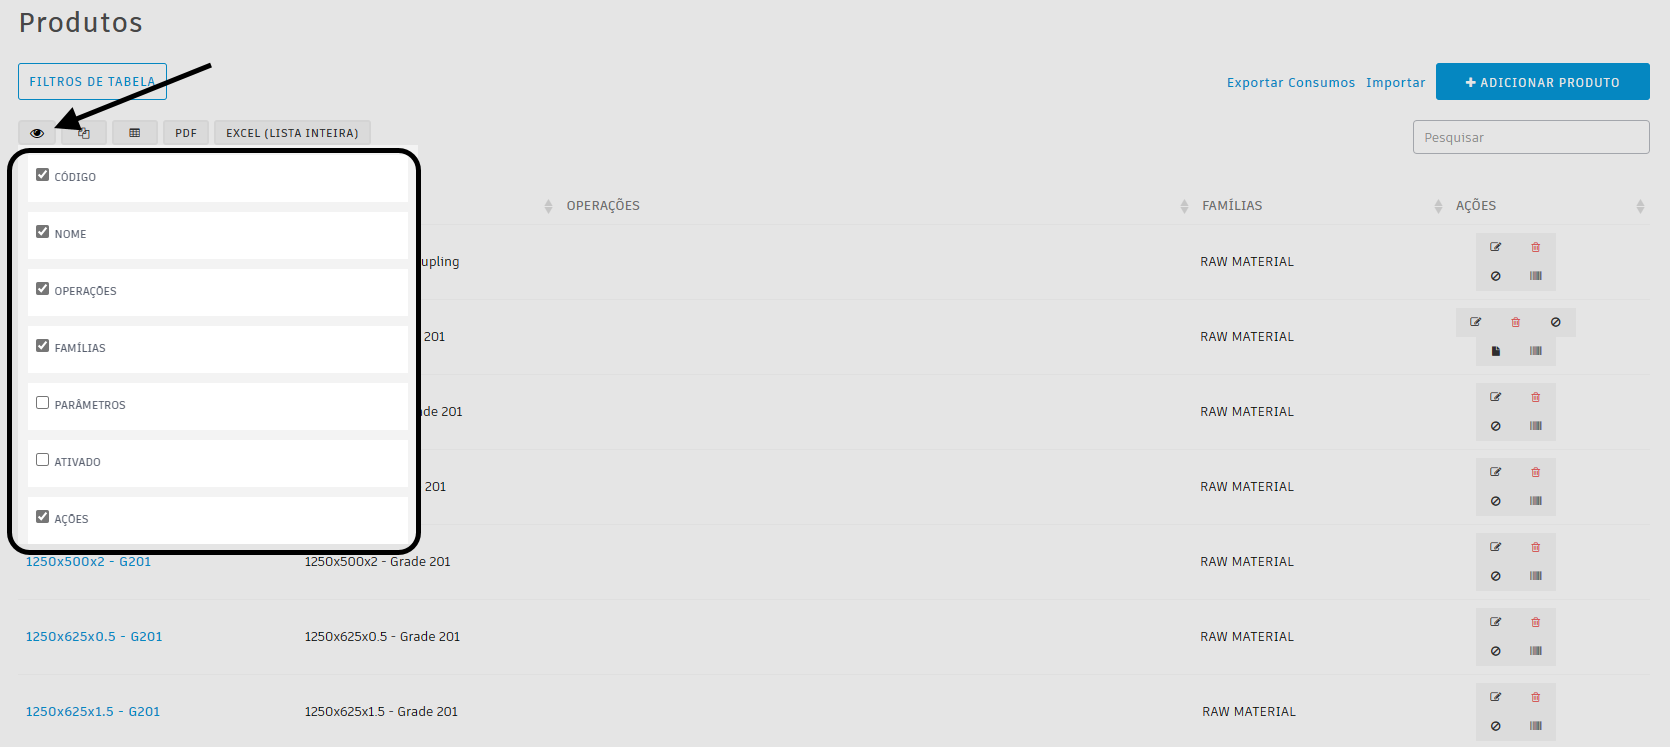 Produtos
FILTROS DE TABELA
Exportar Consumos Importar ADICIONAR PRODUTO
PDF EXCEL (LISTA INTEIRA)
Pesquisar
CÓDIGO
NOME
OPERAÇÕES
FAMÍLIAS
PARÂMETROS
ATIVADO
AÇÕES
OPERAÇÕES FAMÍLIAS AÇÕES
upling RAW MATERIAL
201 RAW MATERIAL
de 201 RAW MATERIAL
201 RAW MATERIAL
1250x500x2 - G201 1250x500x2 - Grade 201 RAW MATERIAL
1250x625x0.5 - G201 1250x625x0.5 - Grade 201 RAW MATERIAL
1250x625x1.5 - G201 1250x625x1.5 - Grade 201 RAW MATERIAL